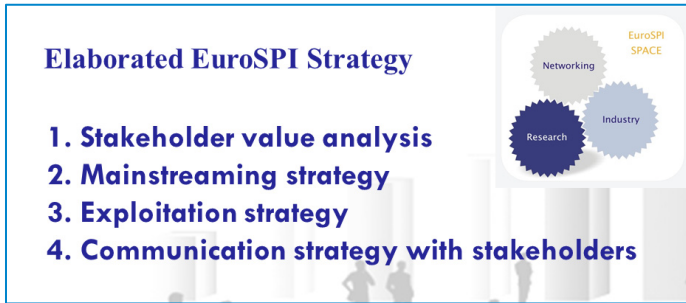 Elaborated EuroSPI Strategy
1. Stakeholder value analysis
2. Mainstreaming strategy
3. Exploitation strategy
4. Communication strategy with stakeholders
EuroSPI
SPACE
Networking
Industry
Research